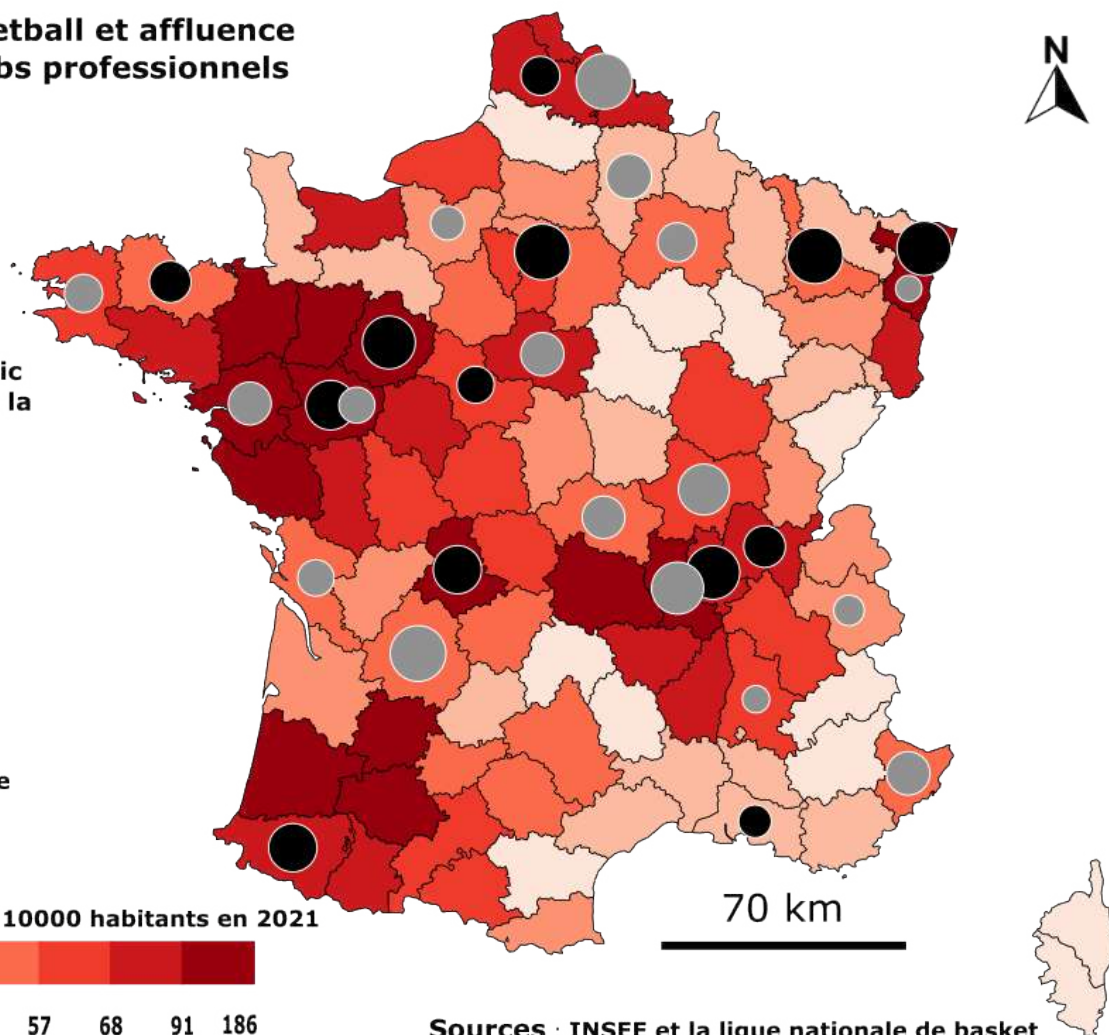 etball et affluence
bs professionnels
N
ic
la
e
70 km
10000 habitants en 2021
57 68 91 186
Sources : INSEE et la ligue nationale de basket